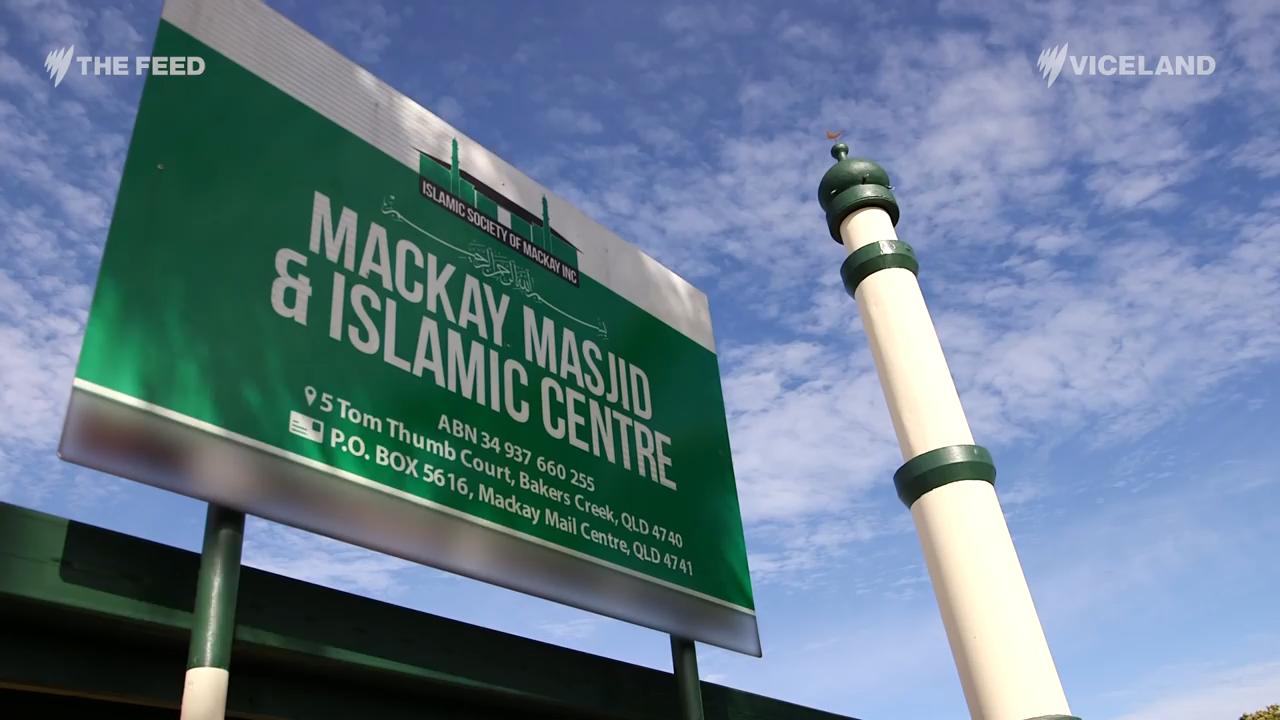 THE FEED
VICELAND
ISLAMIC SOCIETY OF MACKAY INC
MACKAY MASJID
& ISLAMIC CENTRE
ABN 34 937 660 255
5 Tom Thumb Court, Bakers Creek, QLD 4740
P.O. BOX 5616, Mackay Mail Centre, QLD 4741